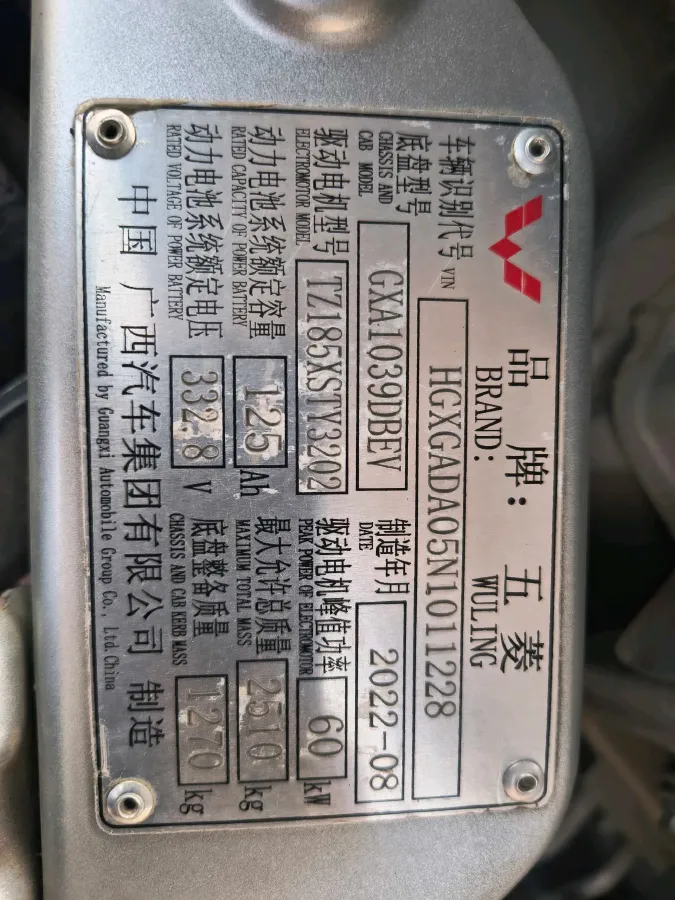 品 牌： 五 菱
BRAND: WULING
车辆识别代号 VIN HGXGADA05N1011228
底盘型号 GXA1039DBEV 制造年月 2022-08
CHASSIS AND CAB MODEL DATE
驱动电机型号 TZ185XSTY3202 驱动电机峰值功率 60 kW
ELECTROMOTOR MODEL PEAK POWER OF ELECTROMOTOR
动力电池系统额定容量 125 Ah 最大允许总质量 2510 kg
RATED CAPACITY OF POWER BATTERY MAXIMUM TOTAL MASS
动力电池系统额定电压 332.8 V 底盘整备质量 1270 kg
RATED VOLTAGE OF POWER BATTERY CHASSIS AND CAB KERB MASS
中国 广西汽车集团有限公司 制造
Manufactured by Guangxi Automobile Group Co., Ltd.China